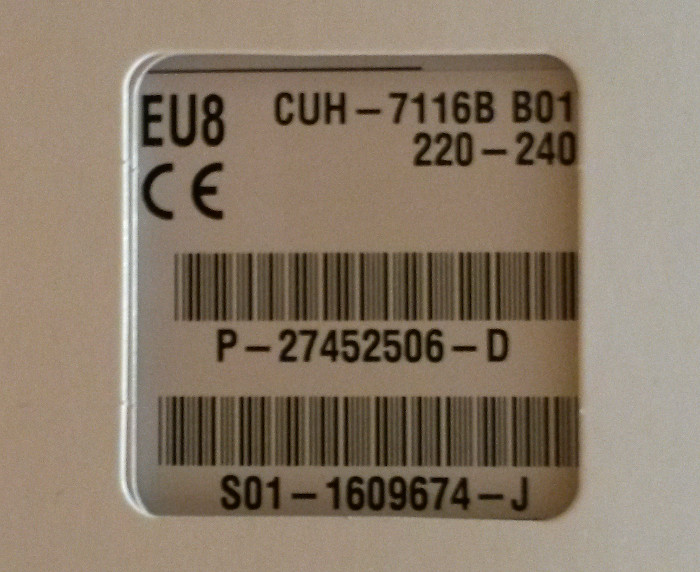 EU8 CUH-7116B B01
220-240
CE
P-27452506-D
S01-1609674-J